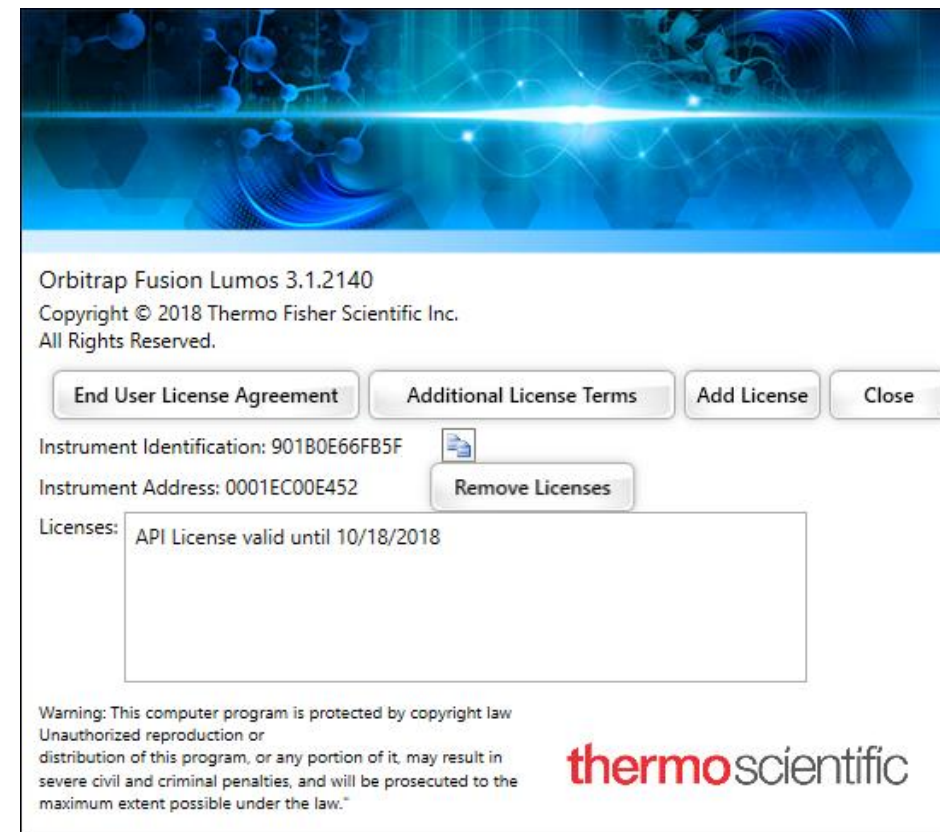 Orbitrap Fusion Lumos 3.1.2140
Copyright © 2018 Thermo Fisher Scientific Inc.
All Rights Reserved.
End User License Agreement
Additional License Terms
Add License
Close
Instrument Identification: 901B0E66FB5F
Instrument Address: 0001EC00E452
Remove Licenses
Licenses:
API License valid until 10/18/2018
Warning: This computer program is protected by copyright law
Unauthorized reproduction or
distribution of this program, or any portion of it, may result in
severe civil and criminal penalties, and will be prosecuted to the
maximum extent possible under the law."
thermoscientific